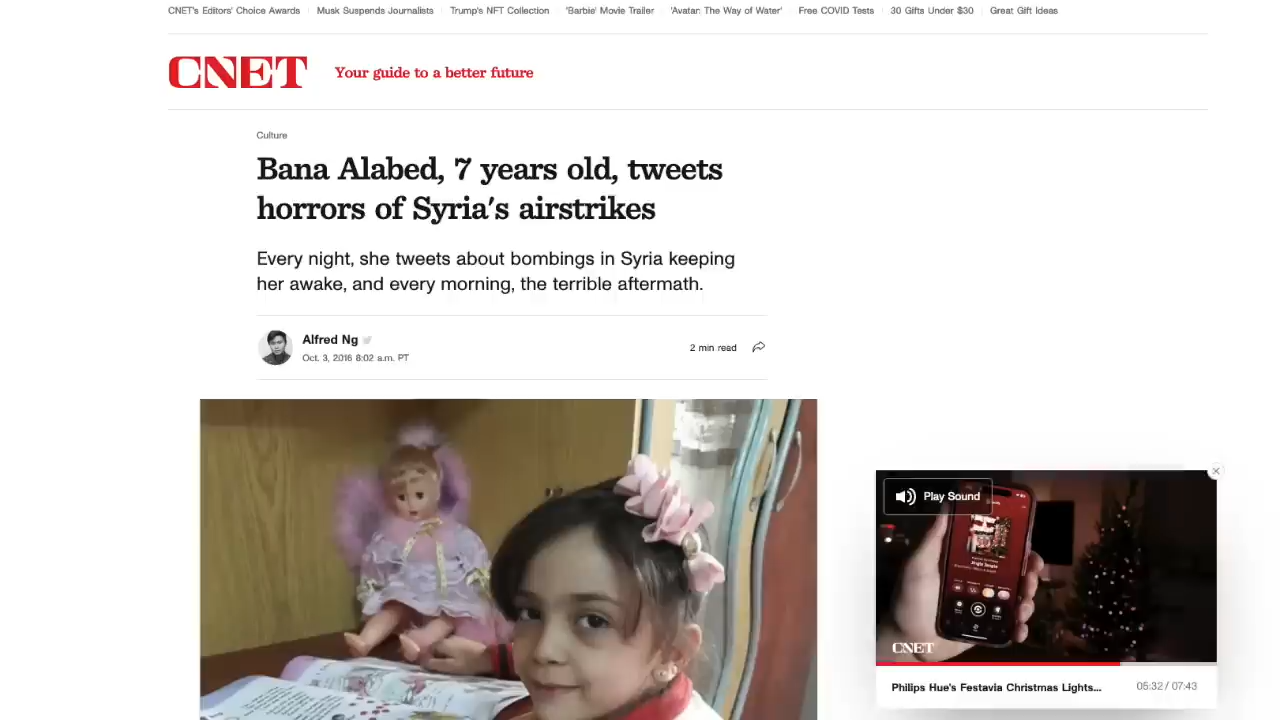 CNET's Editors' Choice Awards
Musk Suspends Journalists
Trump's NFT Collection
'Barbie' Movie Trailer
'Avatar: The Way of Water'
Free COVID Tests
30 Gifts Under $30
Great Gift Ideas
CNET
Your guide to a better future
Culture
Bana Alabed, 7 years old, tweets
horrors of Syria's airstrikes
Every night, she tweets about bombings in Syria keeping
her awake, and every morning, the terrible aftermath.
Alfred Ng
Oct. 3, 2016 8:02 a.m. PT
2 min read
Play Sound
Jingle Jangle
CNET
Philips Hue's Festavia Christmas Lights...
05:32 / 07:43